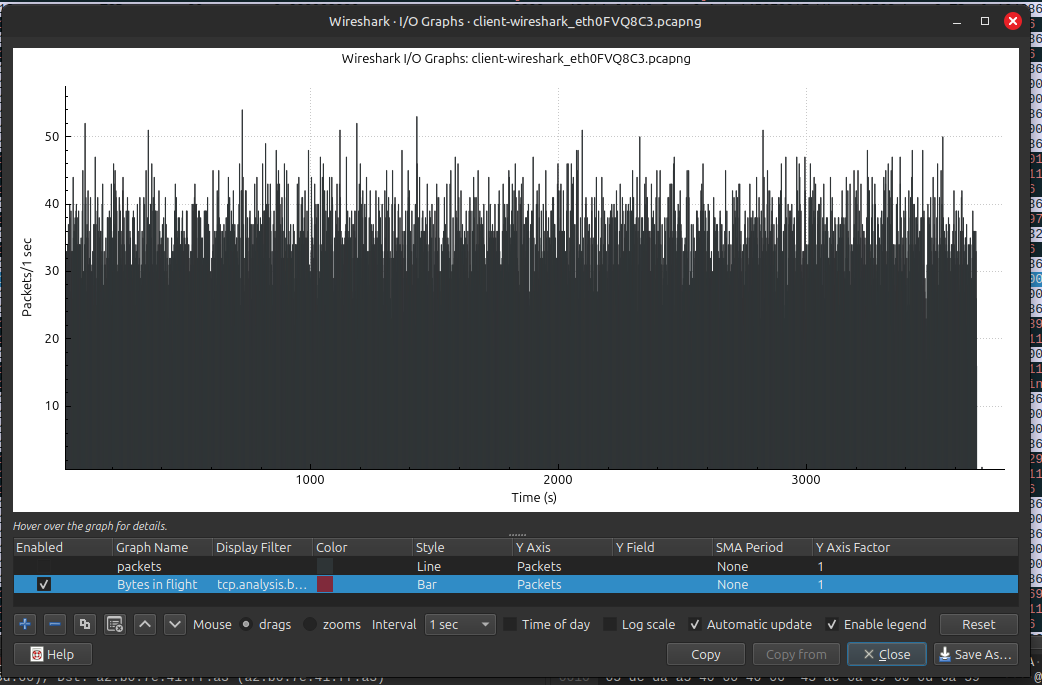 Wireshark · I/O Graphs · client-wireshark_eth0FVQ8C3.pcapng
Wireshark I/O Graphs: client-wireshark_eth0FVQ8C3.pcapng
Packets/1 sec
50
40
30
20
10
1000 2000 3000
Time (s)
Hover over the graph for details.
Enabled Graph Name Display Filter Color Style Y Axis Y Field SMA Period Y Axis Factor
packets Line Packets None 1
Bytes in flight tcp.analysis.b... Bar Packets None 1
Mouse drags zooms Interval 1 sec Time of day Log scale Automatic update Enable legend Reset
Help Copy Copy from Close Save As...